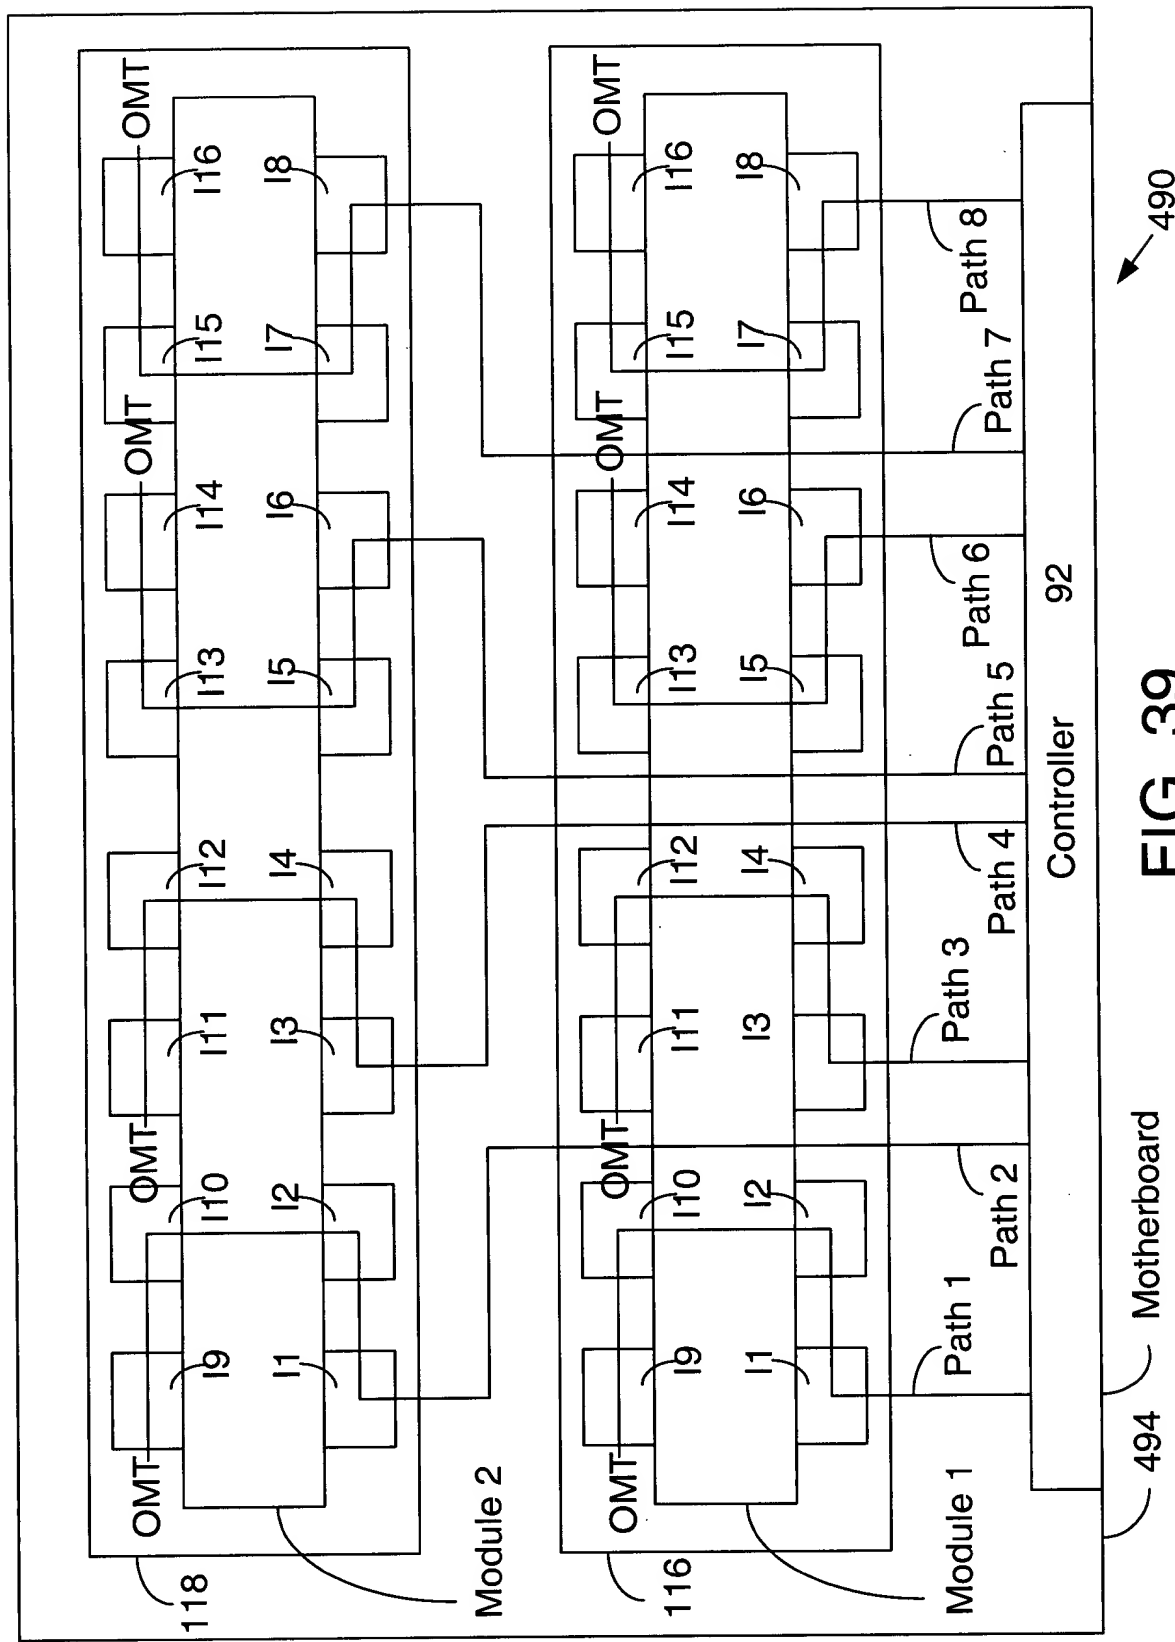 118
OMT
OMT
OMT
OMT
I9
I10
I11
I12
I13
I14
I15
I16
I1
I2
I3
I4
I5
I6
I7
I8
Module 2
116
OMT
OMT
OMT
OMT
I9
I10
I11
I12
I13
I14
I15
I16
I1
I2
I3
I4
I5
I6
I7
I8
Module 1
Path 1
Path 2
Path 3
Path 4
Path 5
Path 6
Path 7
Path 8
Controller 92
494
Motherboard
490
FIG 39